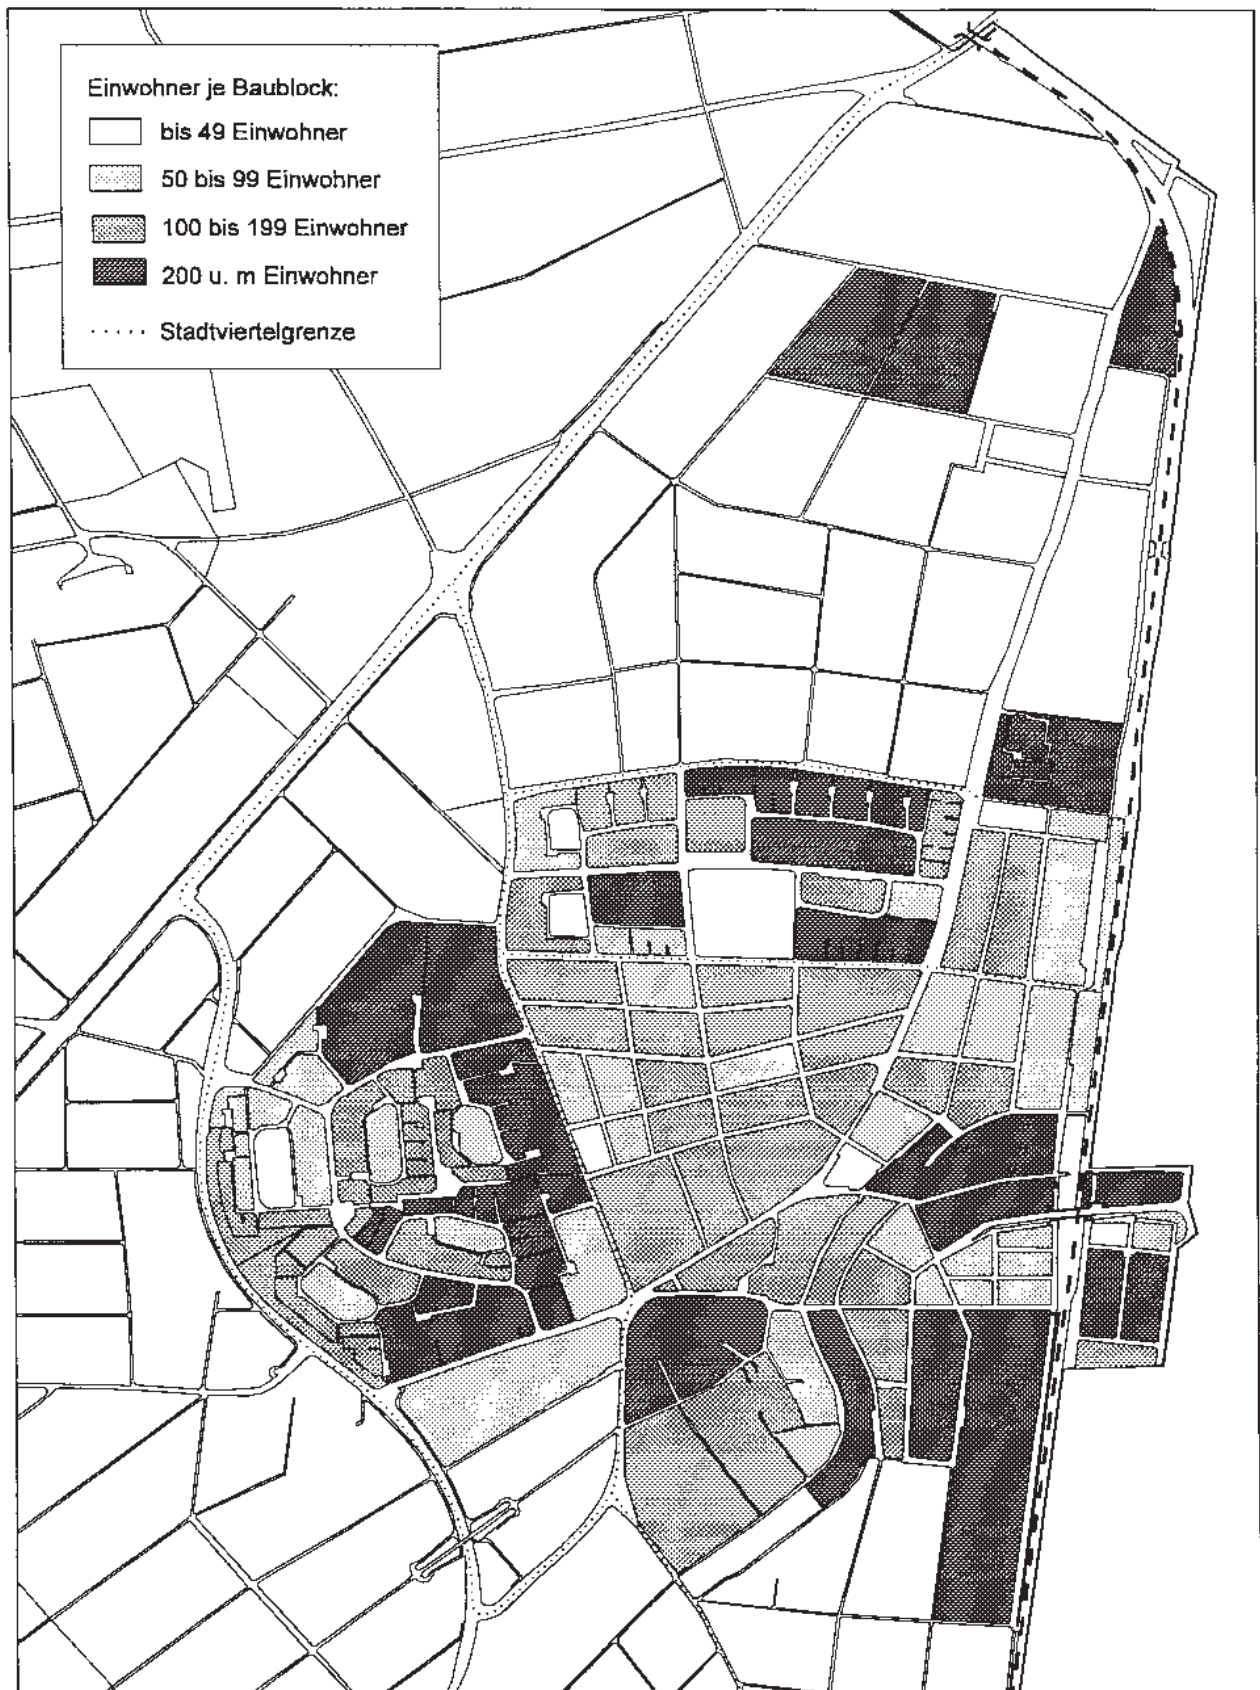 Einwohner je Baublock:
bis 49 Einwohner
50 bis 99 Einwohner
100 bis 199 Einwohner
200 u. m Einwohner
Stadtviertelgrenze